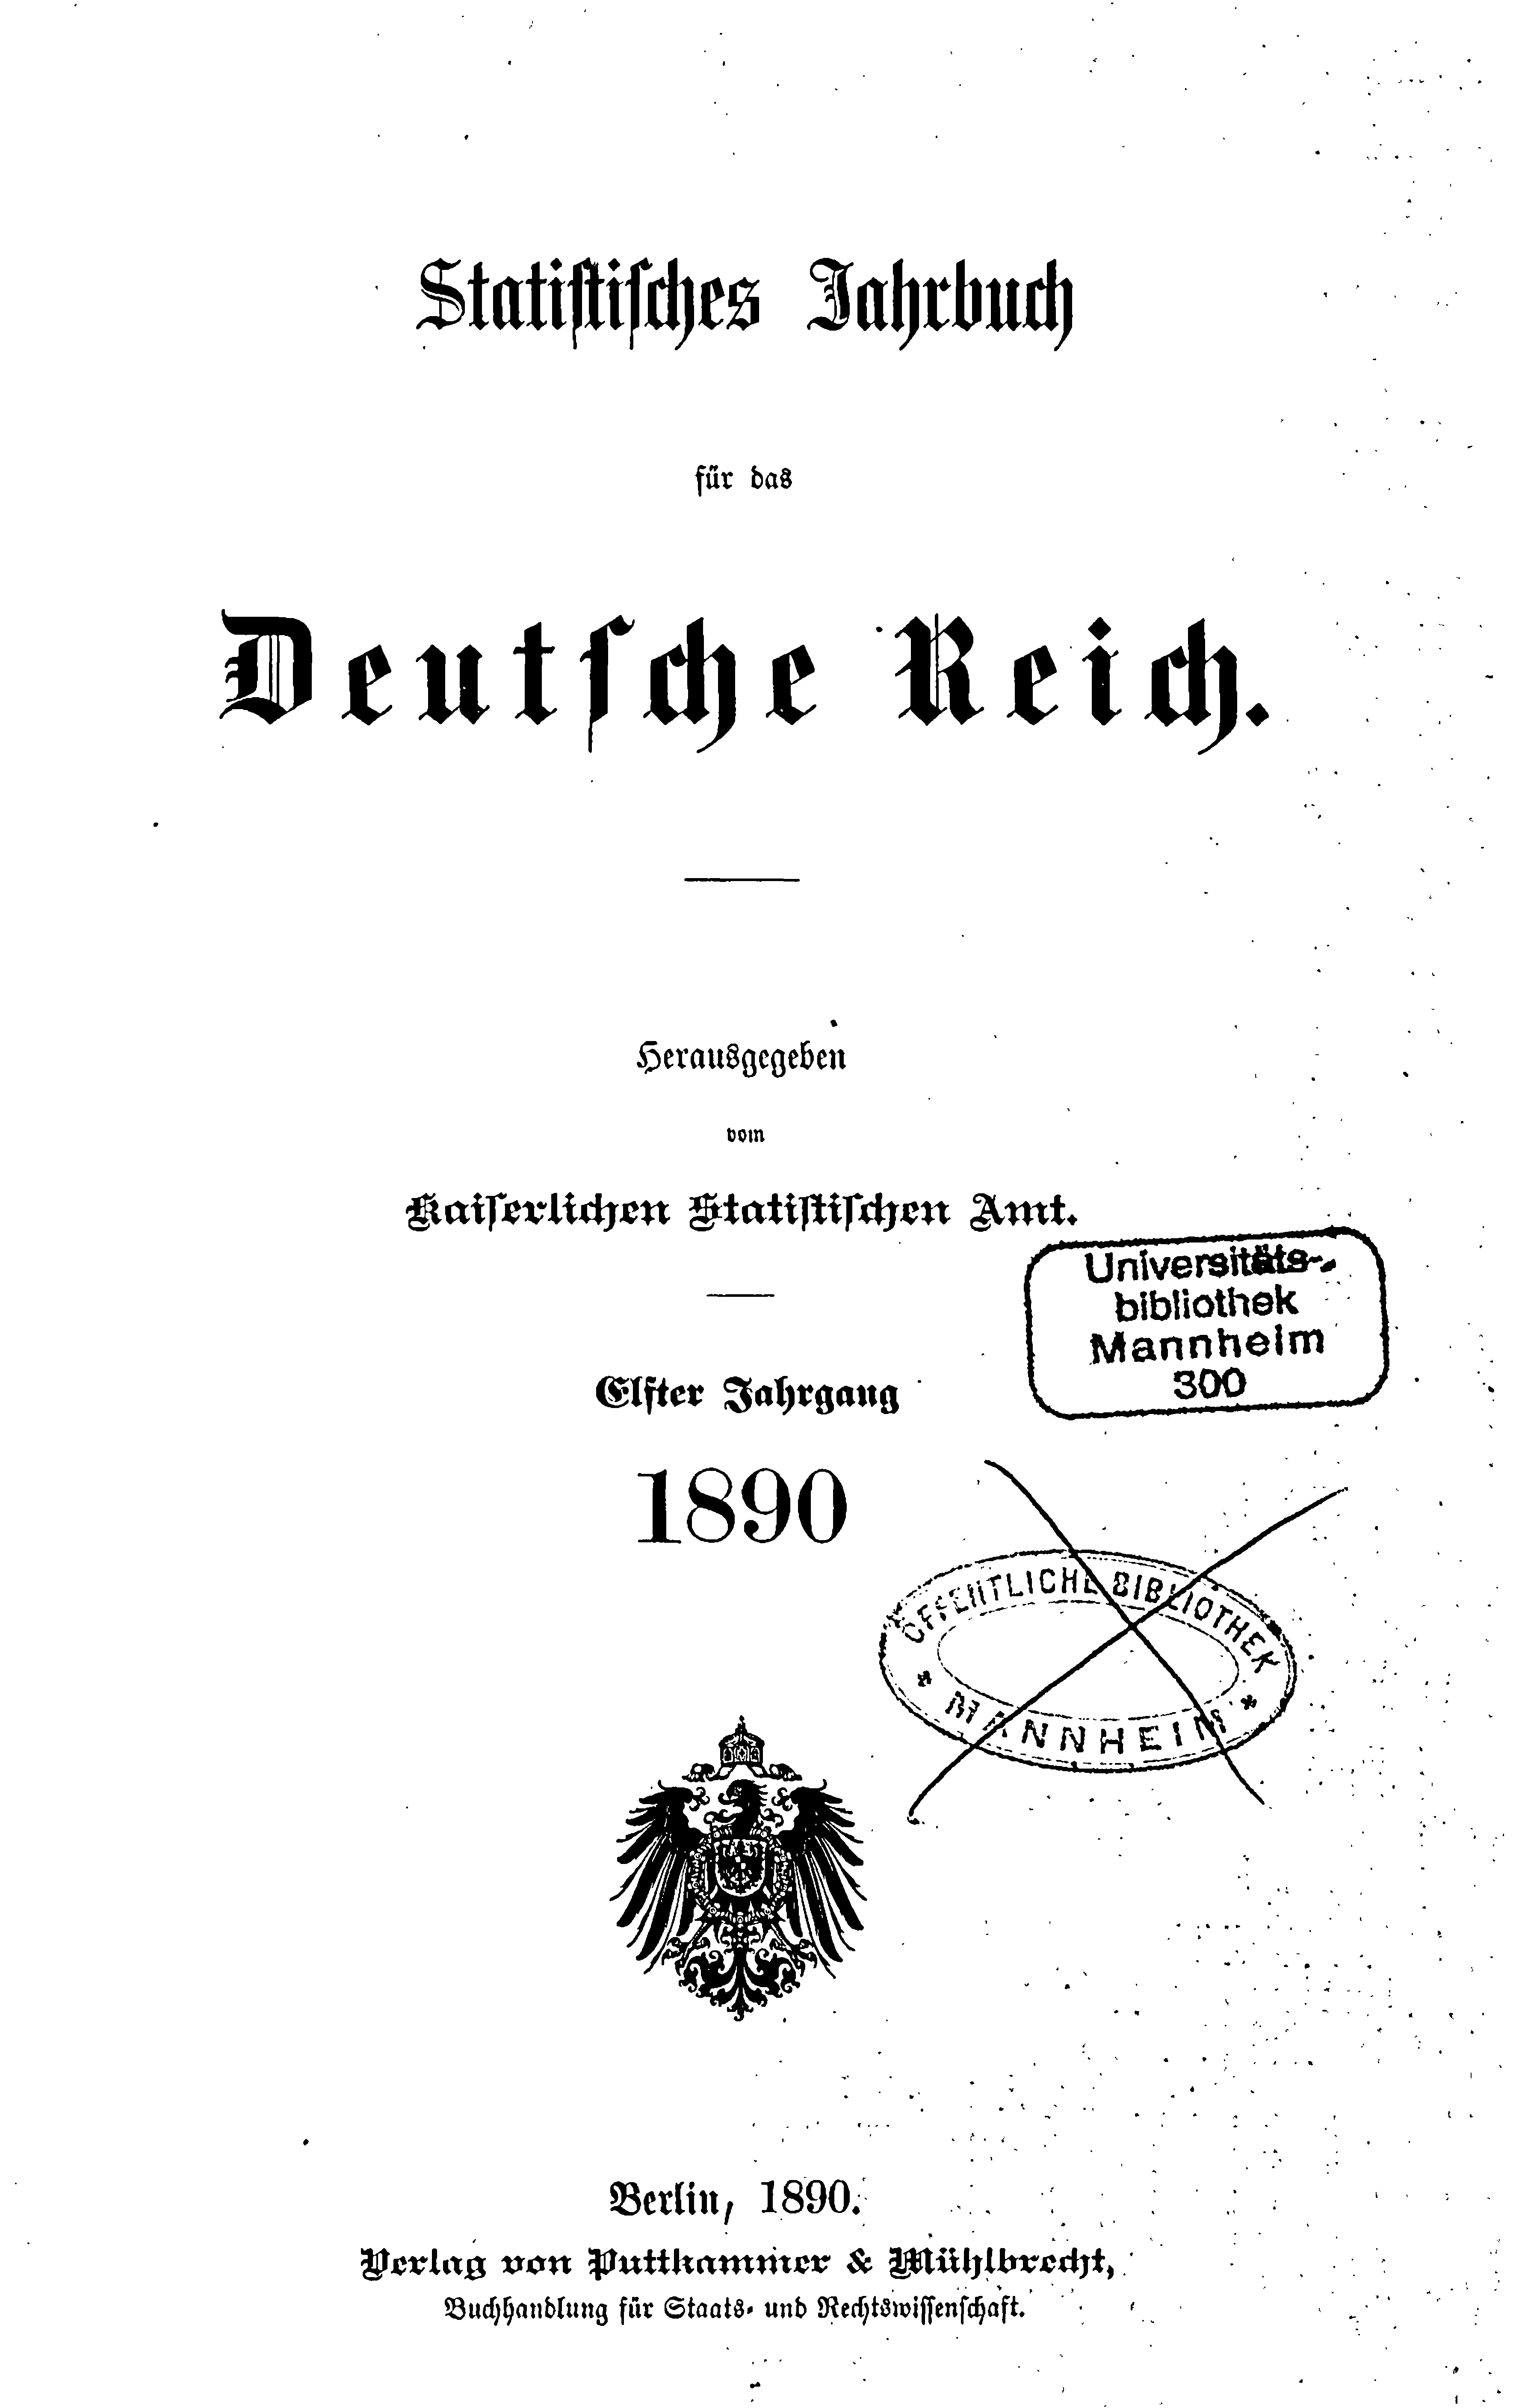 Statistisches Jahrbuch
für das
Deutsche Reich.
Herausgegeben
vom
Kaiserlichen Statistischen Amt.
Universitäts-
bibliothek
Mannheim
300
Elfter Jahrgang
1890
ÖFFENTLICHE BIBLIOTHEK
* MANNHEIM *
Berlin, 1890.
Verlag von Puttkammer & Mühlbrecht,
Buchhandlung für Staats- und Rechtswissenschaft.